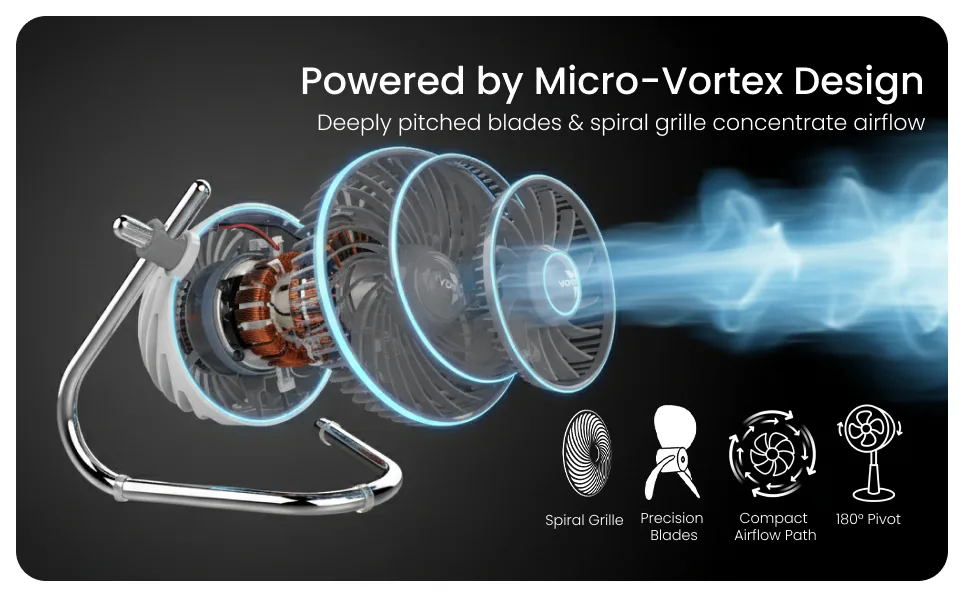 Powered by Micro-Vortex Design
Deeply pitched blades & spiral grille concentrate airflow
Spiral Grille
Precision
Blades
Compact
Airflow Path
180° Pivot